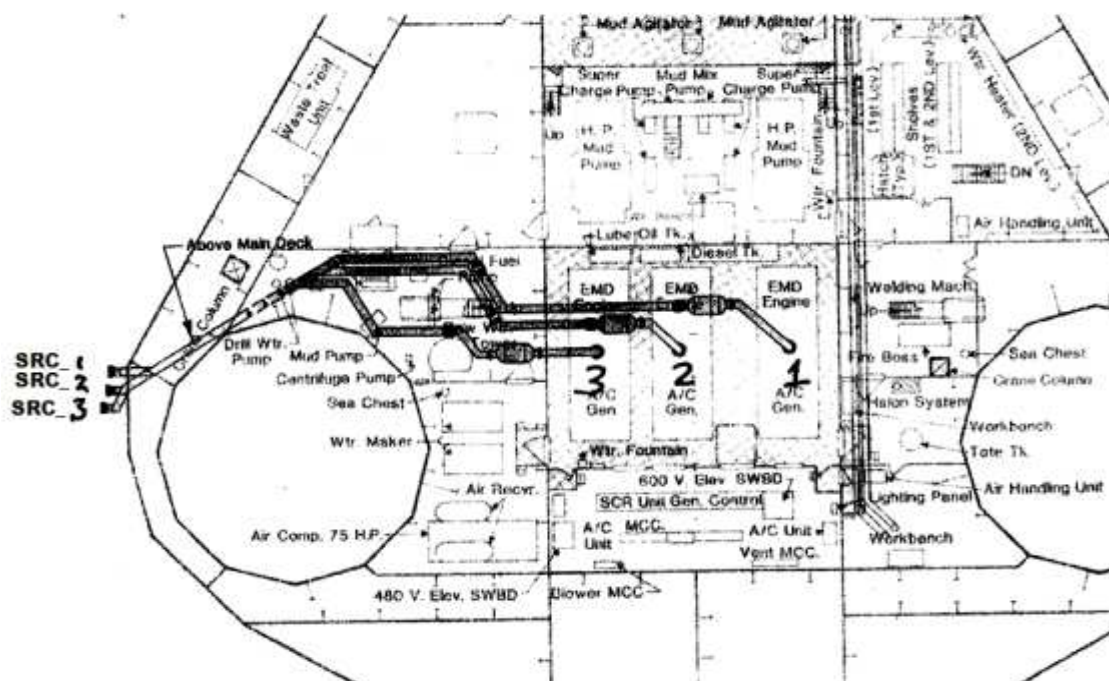 Mud Agitator
Mud Agitator
Super
Charge Pump
Mud Mix
Pump
Super
Charge Pump
Waste Treat
Unit
Up
H. P.
Mud
Pump
H. P.
Mud
Pump
Wtr. Fountain
Up
(1st Lev.)
Shelves
(1ST & 2ND Lev.)
Wtr. Heater (2ND Lev.)
Hatch
(Typ.)
DN
Air Handling Unit
Above Main Deck
Fuel
Lube Oil Tk.
Diesel Tk.
EMD
EMD
EMD
Engine
Welding Mach.
Up
Column
Drill Wtr.
Pump
Mud Pump
Centrifuge Pump
Sea Chest
Wtr. Maker
SRC_1
SRC_2
SRC_3
3
2
1
A/C
Gen
A/C
Gen.
A/C
Gen.
Fire Boss
Sea Chest
Crane Column
Halon System
Workbench
Tote Tk.
Wtr. Fountain
600 V. Elev. SWBD
SCR Unit Gen. Control
Air Recvr.
Air Comp. 75 H.P.
A/C
Unit
MCC.
A/C Unit
Vent MCC.
Lighting Panel
Air Handling Unit
Workbench
480 V. Elev. SWBD
Blower MCC